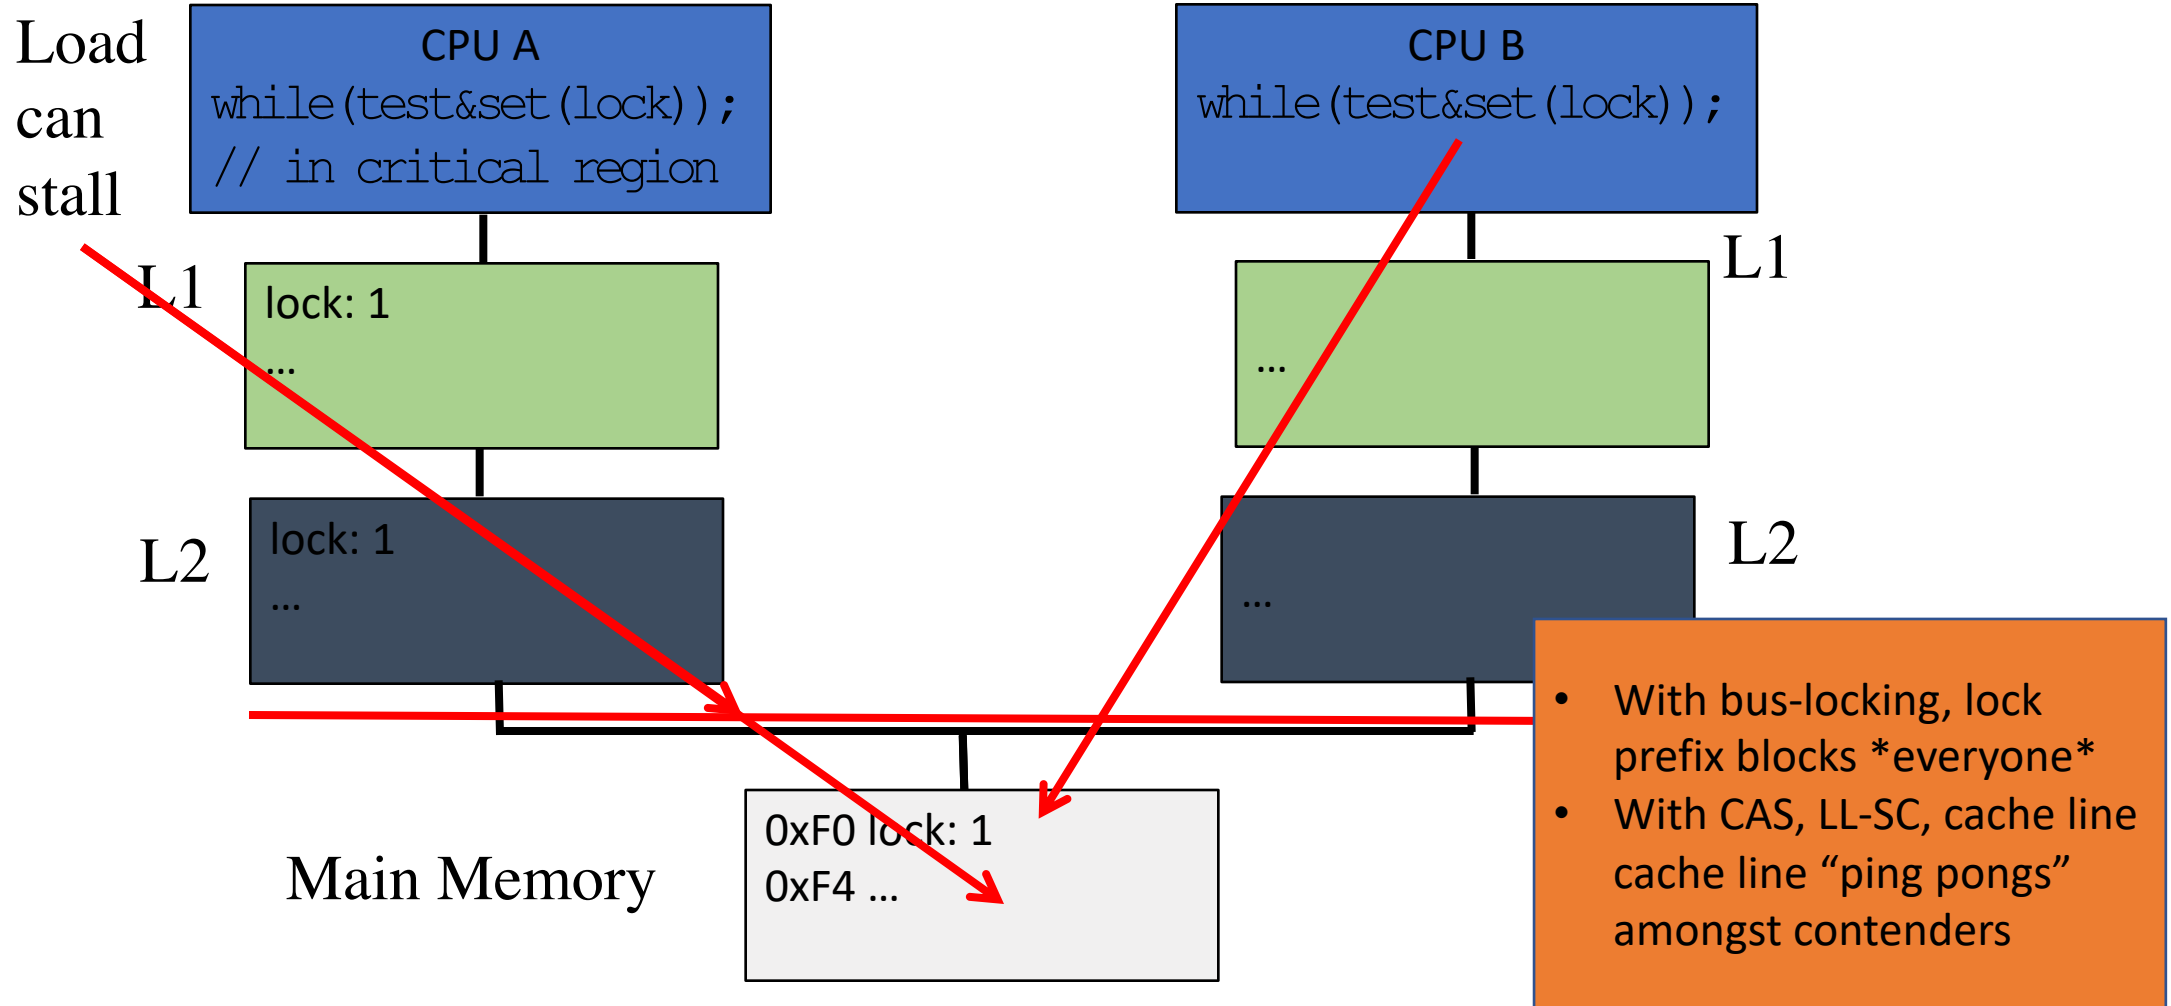 Load
can
stall
CPU A
while(test&set(lock));
// in critical region
CPU B
while(test&set(lock));
L1
lock: 1
...
L1
...
L2
lock: 1
...
L2
...
Main Memory
0xF0 lock: 1
0xF4 ...
• With bus-locking, lock
prefix blocks *everyone*
• With CAS, LL-SC, cache line
cache line “ping pongs”
amongst contenders